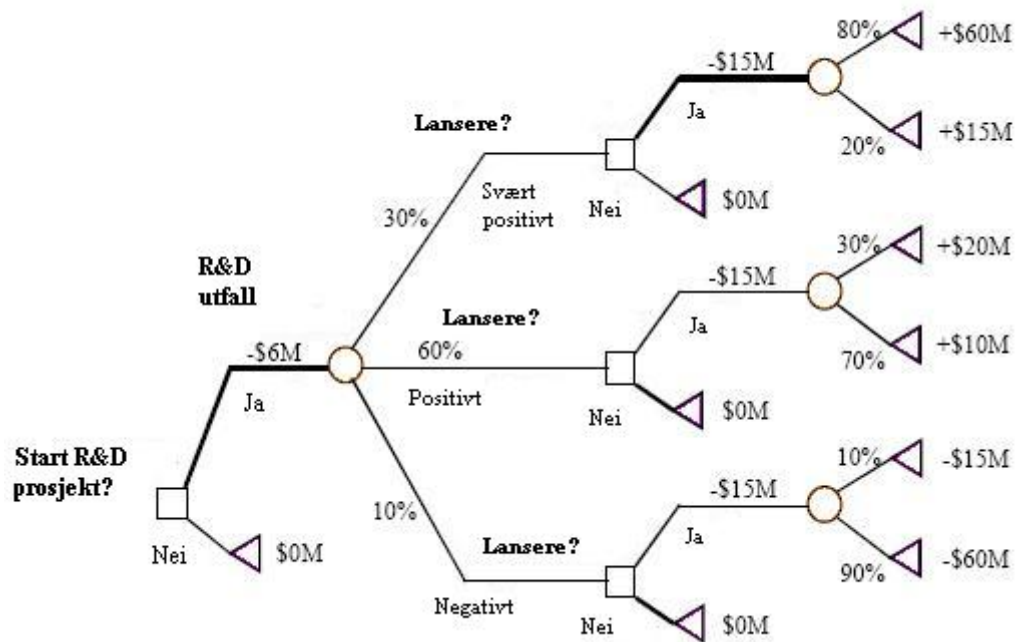 80%
+$60M
-$15M
Ja
20%
+$15M
Lansere?
Svært
positivt
Nei
$0M
30%
R&D
utfall
30%
+$20M
-$15M
Ja
Lansere?
-$6M
60%
70%
+$10M
Ja
Positivt
Nei
$0M
Start R&D
prosjekt?
10%
-$15M
-$15M
10%
Lansere?
Ja
Nei
$0M
90%
-$60M
Negativt
Nei
$0M